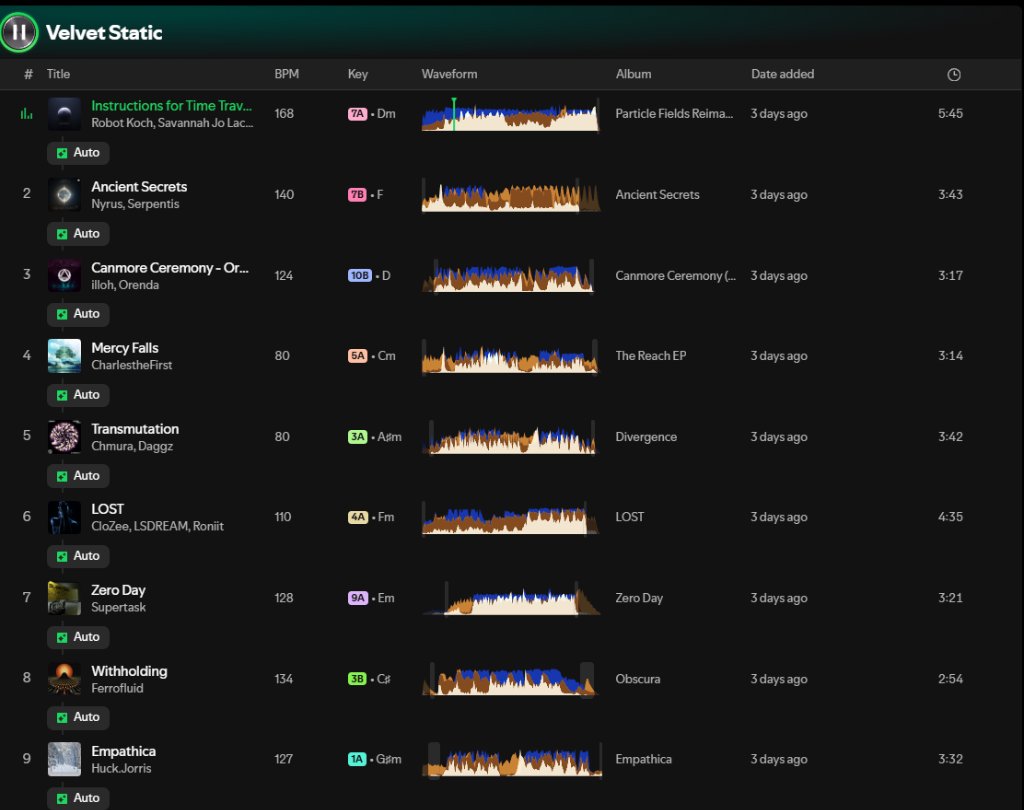 Velvet Static
# Title BPM Key Waveform Album Date added
Instructions for Time Trav... 168 7A • Dm Particle Fields Reima... 3 days ago 5:45
Robot Koch, Savannah Jo Lac...
Auto
2 Ancient Secrets 140 7B • F Ancient Secrets 3 days ago 3:43
Nyrus, Serpentis
Auto
3 Canmore Ceremony - Or... 124 10B • D Canmore Ceremony (... 3 days ago 3:17
illoh, Orenda
Auto
4 Mercy Falls 80 5A • Cm The Reach EP 3 days ago 3:14
CharlestheFirst
Auto
5 Transmutation 80 3A • A♯m Divergence 3 days ago 3:42
Chmura, Daggz
Auto
6 LOST 110 4A • Fm LOST 3 days ago 4:35
CloZee, LSDREAM, Roniit
Auto
7 Zero Day 128 9A • Em Zero Day 3 days ago 3:21
Supertask
Auto
8 Withholding 134 3B • C♯ Obscura 3 days ago 2:54
Ferrofluid
Auto
9 Empathica 127 1A • G♯m Empathica 3 days ago 3:32
Huck.Jorris
Auto